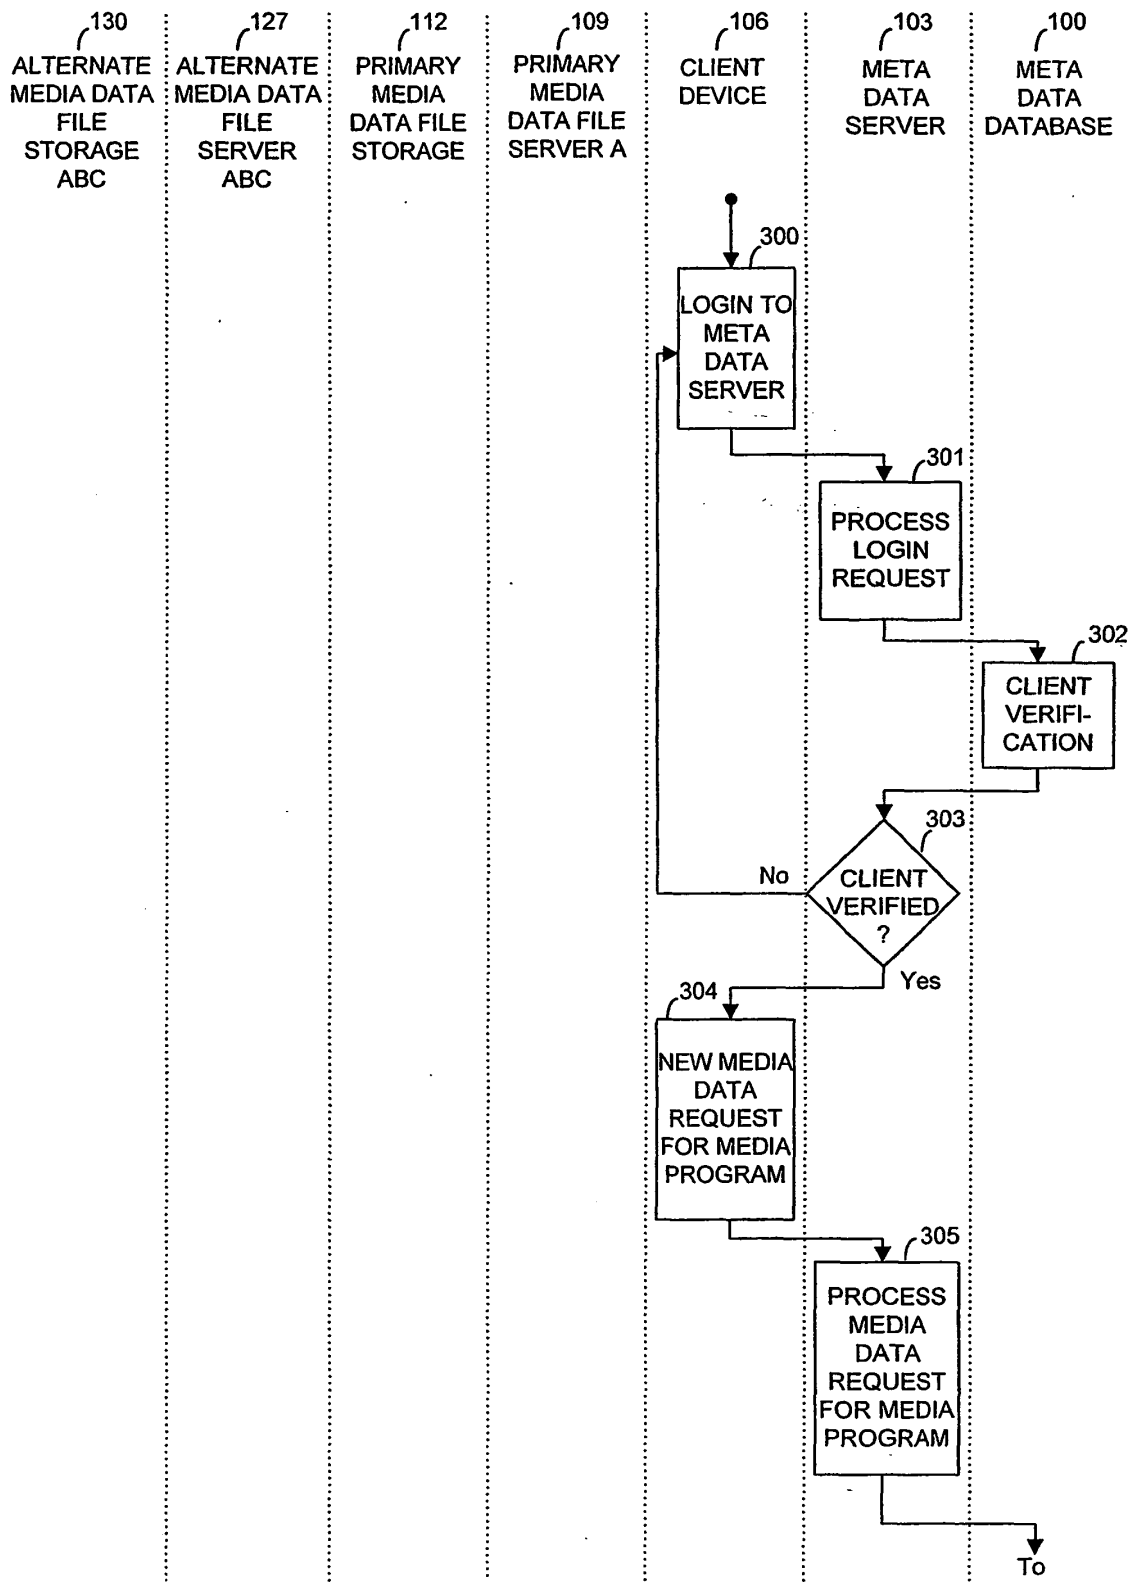 130
ALTERNATE
MEDIA DATA
FILE
STORAGE
ABC
127
ALTERNATE
MEDIA DATA
FILE
SERVER
ABC
112
PRIMARY
MEDIA
DATA FILE
STORAGE
109
PRIMARY
MEDIA
DATA FILE
SERVER A
106
CLIENT
DEVICE
103
META
DATA
SERVER
100
META
DATA
DATABASE
300
LOGIN TO
META
DATA
SERVER
301
PROCESS
LOGIN
REQUEST
302
CLIENT
VERIFI-
CATION
303
CLIENT
VERIFIED
?
No
Yes
304
NEW MEDIA
DATA
REQUEST
FOR MEDIA
PROGRAM
305
PROCESS
MEDIA
DATA
REQUEST
FOR MEDIA
PROGRAM
To